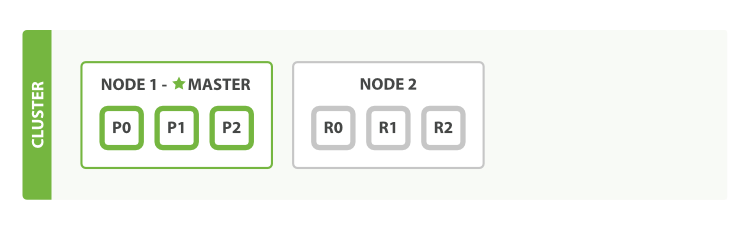 CLUSTER
NODE 1 - ★ MASTER
P0 P1 P2
NODE 2
R0 R1 R2